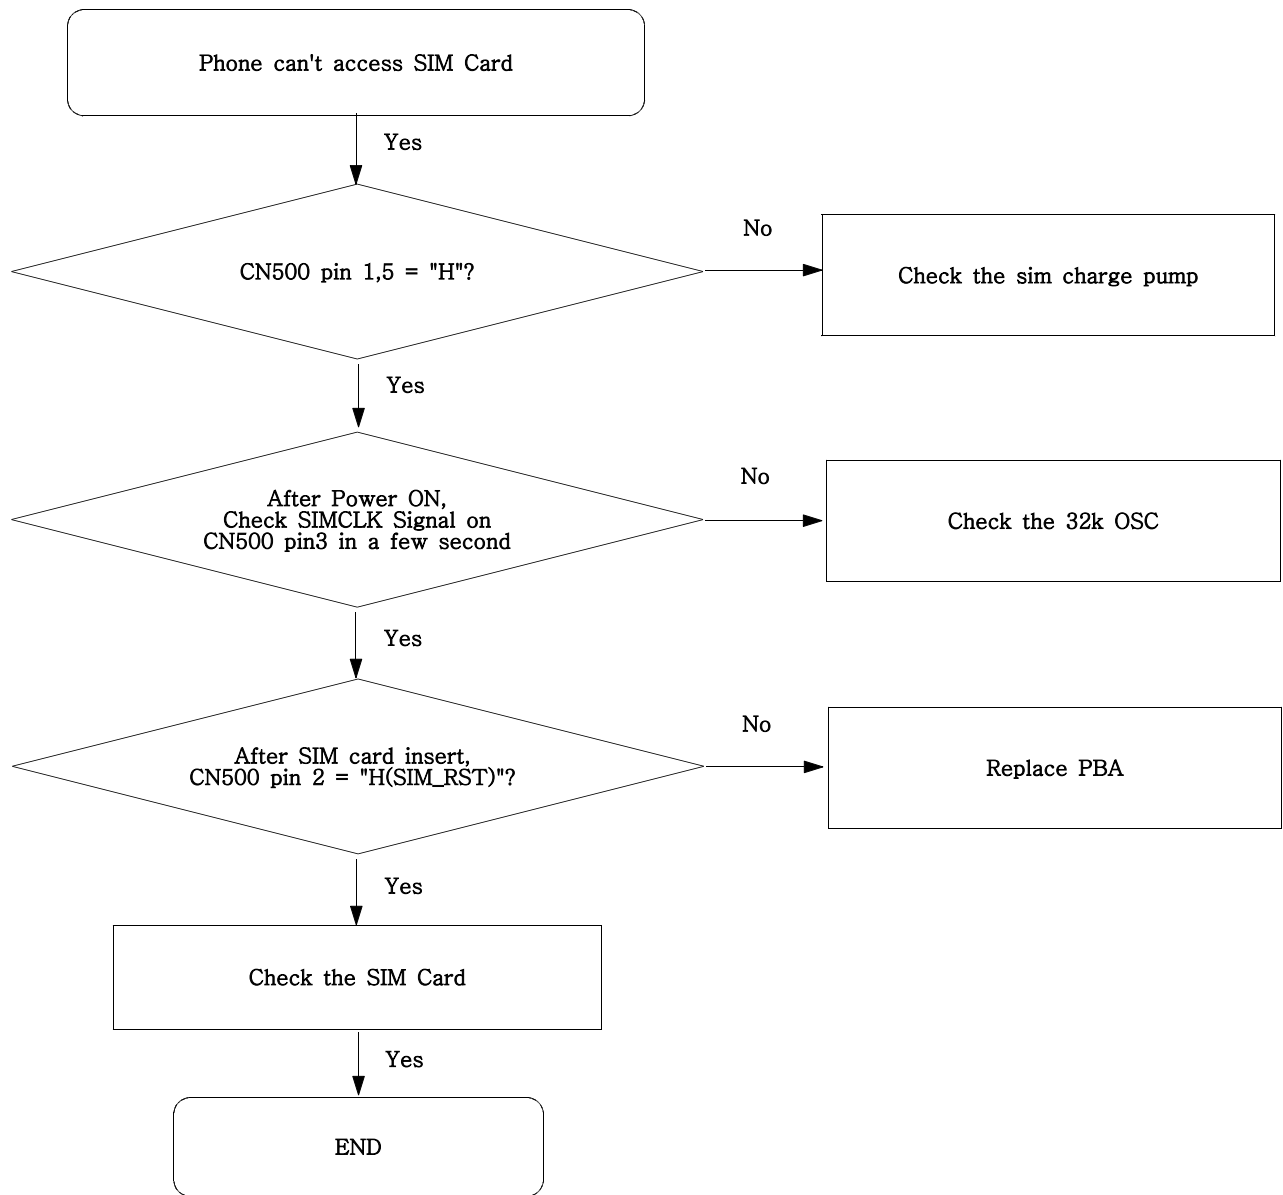 Phone can't access SIM Card
Yes
CN500 pin 1,5 = "H"?
No
Check the sim charge pump
Yes
After Power ON,
Check SIMCLK Signal on
CN500 pin3 in a few second
No
Check the 32k OSC
Yes
After SIM card insert,
CN500 pin 2 = "H(SIM_RST)"?
No
Replace PBA
Yes
Check the SIM Card
Yes
END